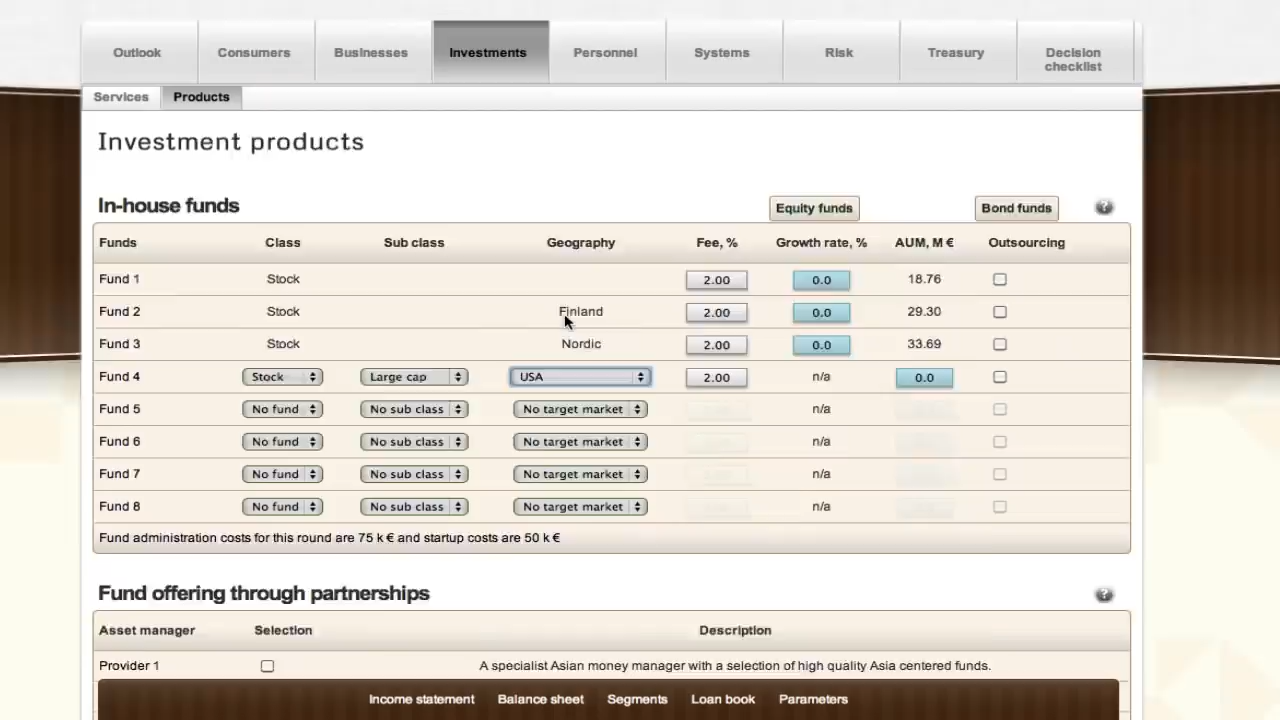 Outlook Consumers Businesses Investments Personnel Systems Risk Treasury Decision checklist
Services Products
Investment products
In-house funds Equity funds Bond funds ?
Funds Class Sub class Geography Fee, % Growth rate, % AUM, M € Outsourcing
Fund 1 Stock 2.00 0.0 18.76
Fund 2 Stock Finland 2.00 0.0 29.30
Fund 3 Stock Nordic 2.00 0.0 33.69
Fund 4 Stock Large cap USA 2.00 n/a 0.0
Fund 5 No fund No sub class No target market n/a
Fund 6 No fund No sub class No target market n/a
Fund 7 No fund No sub class No target market n/a
Fund 8 No fund No sub class No target market n/a
Fund administration costs for this round are 75 k € and startup costs are 50 k €
Fund offering through partnerships ?
Asset manager Selection Description
Provider 1 A specialist Asian money manager with a selection of high quality Asia centered funds.
Income statement Balance sheet Segments Loan book Parameters